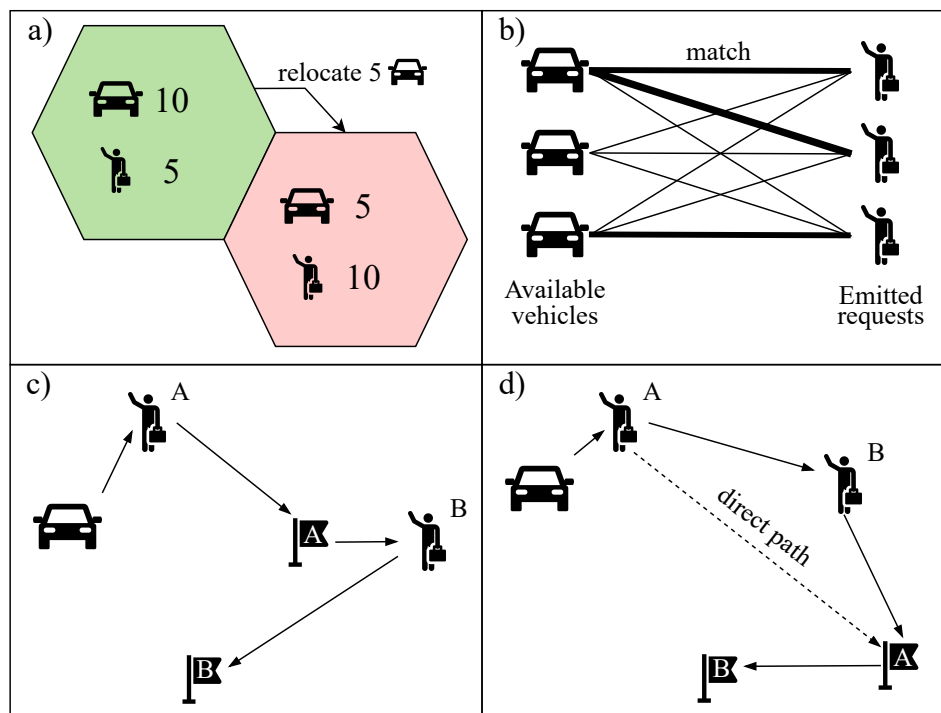 a)
relocate 5
10
5
5
10
b)
match
Available
vehicles
Emitted
requests
c)
A
B
A
B
d)
A
B
direct path
A
B